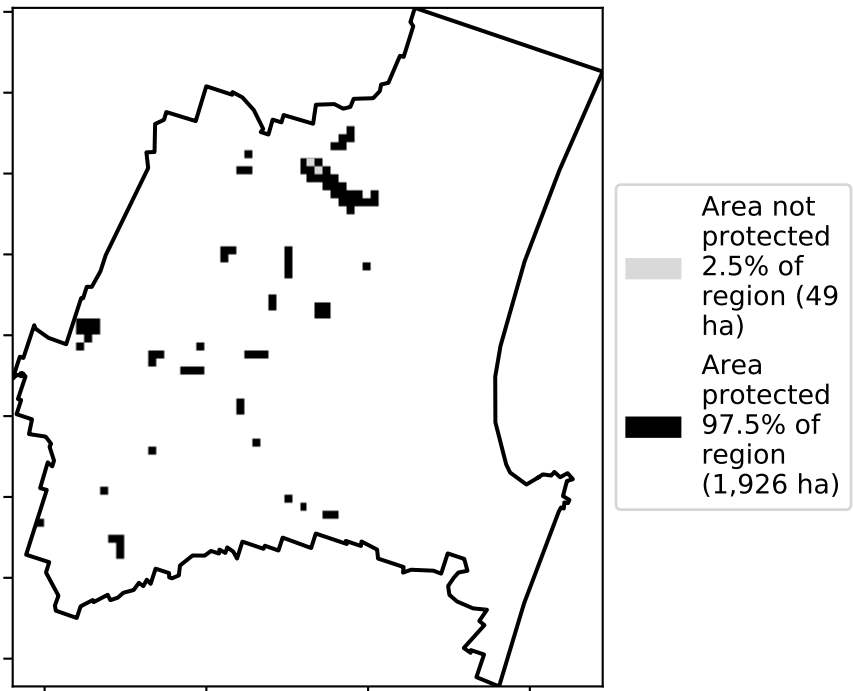 Area not
protected
2.5% of
region (49
ha)
Area
protected
97.5% of
region
(1,926 ha)